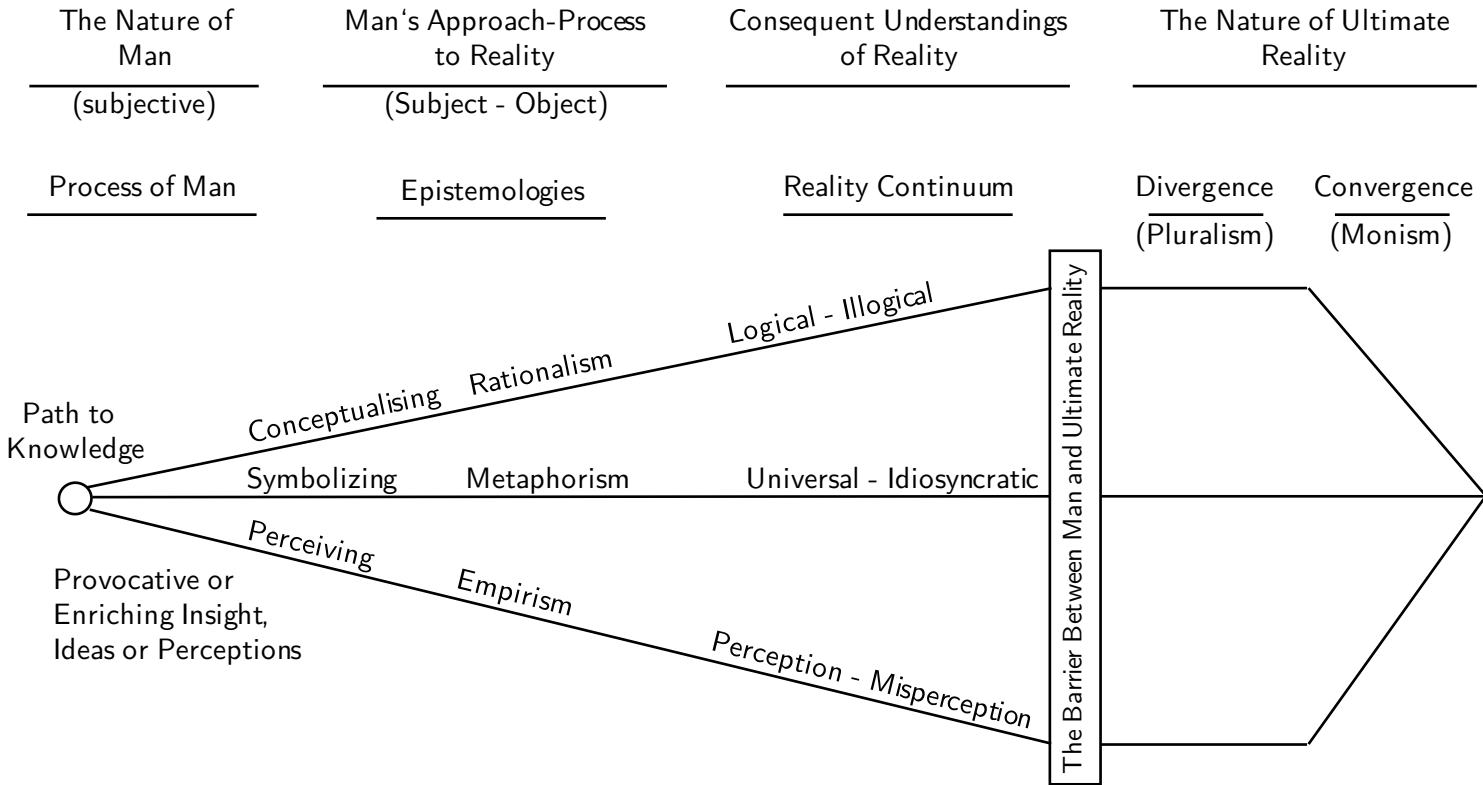 The Nature of
Man
(subjective)
Man‘s Approach-Process
to Reality
(Subject - Object)
Consequent Understandings
of Reality
The Nature of Ultimate
Reality
Process of Man
Epistemologies
Reality Continuum
Divergence
(Pluralism)
Convergence
(Monism)
Path to
Knowledge
Conceptualising
Rationalism
Logical - Illogical
Symbolizing
Metaphorism
Universal - Idiosyncratic
Perceiving
Empirism
Perception - Misperception
Provocative or
Enriching Insight,
Ideas or Perceptions
The Barrier Between Man and Ultimate Reality